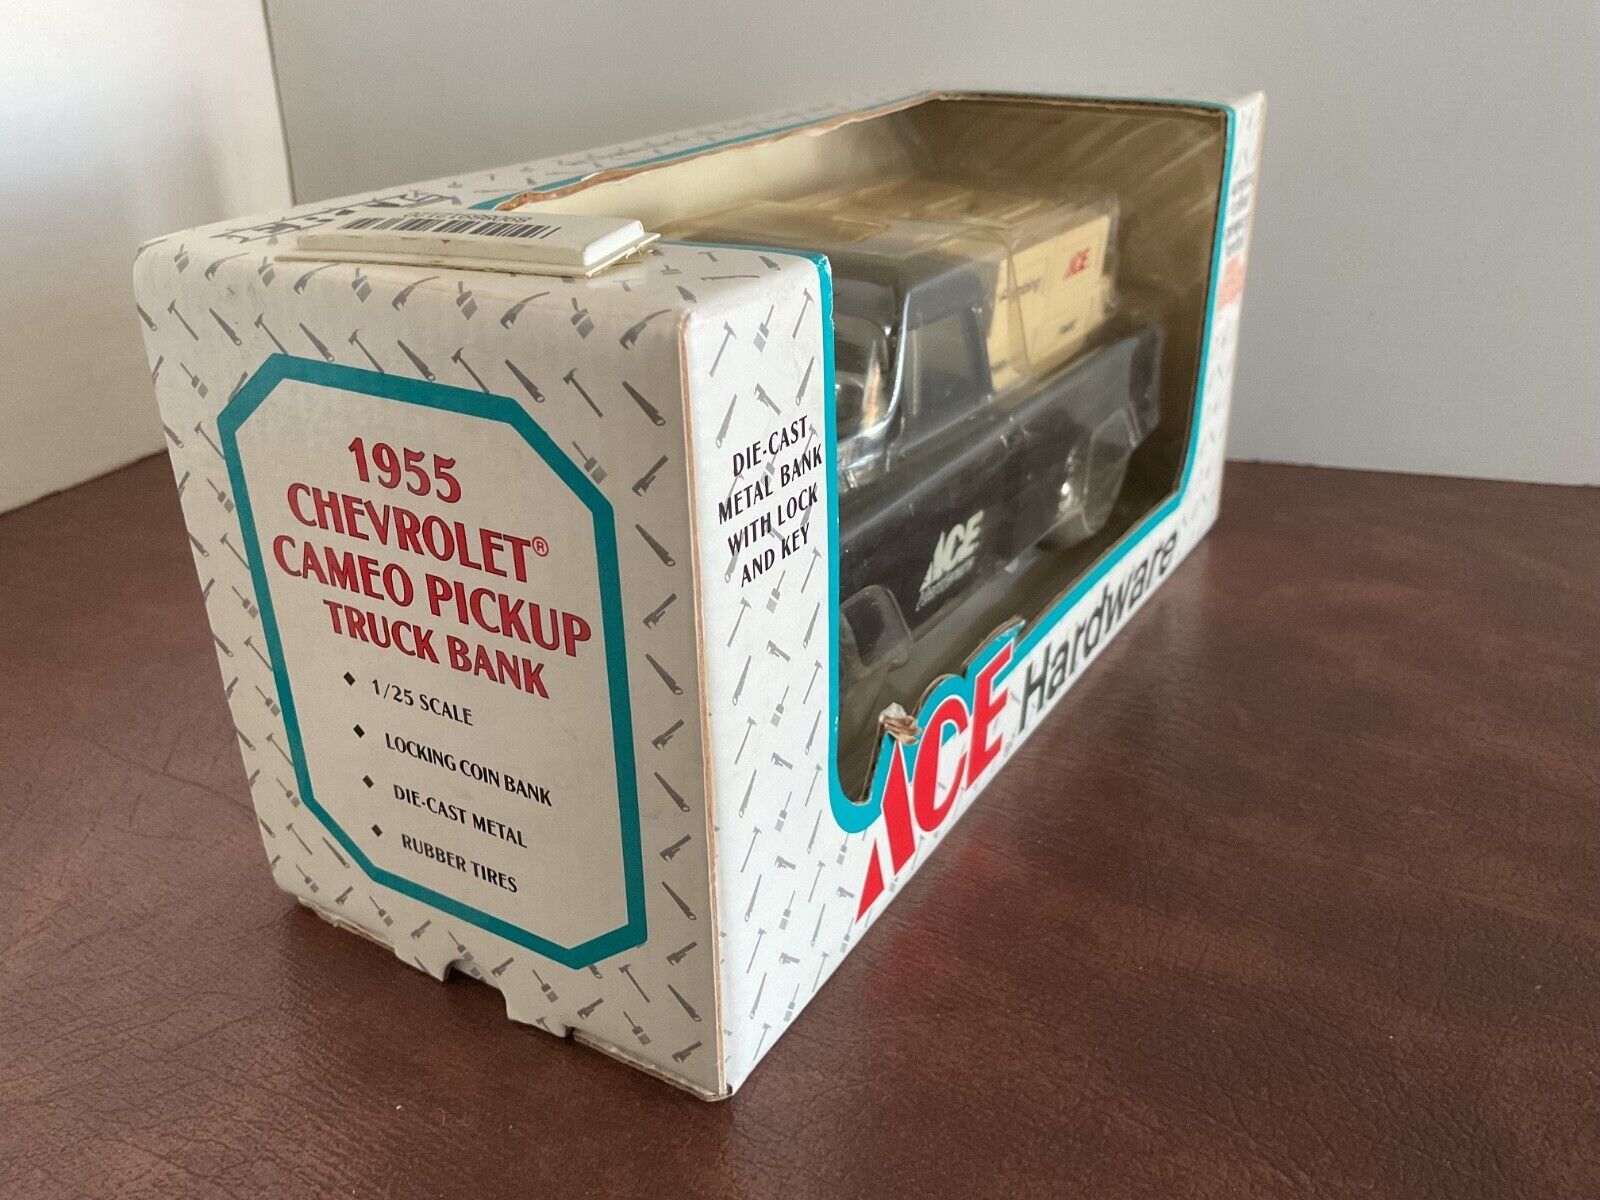 1955
CHEVROLET®
CAMEO PICKUP
TRUCK BANK
◆ 1/25 SCALE
◆ LOCKING COIN BANK
◆ DIE-CAST METAL
◆ RUBBER TIRES
DIE-CAST
METAL BANK
WITH LOCK
AND KEY
ACE
ACE
ACE Hardware